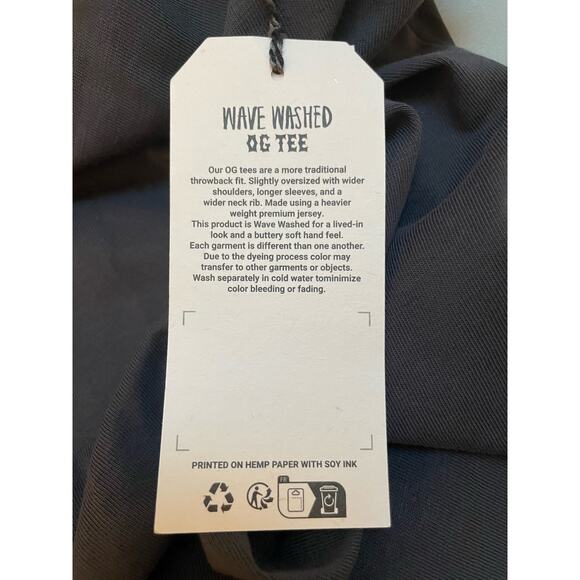 WAVE WASHED
OG TEE
Our OG tees are a more traditional
throwback fit. Slightly oversized with wider
shoulders, longer sleeves, and a
wider neck rib. Made using a heavier
weight premium jersey.
This product is Wave Washed for a lived-in
look and a buttery soft hand feel.
Each garment is different than one another.
Due to the dyeing process color may
transfer to other garments or objects.
Wash separately in cold water tominimize
color bleeding or fading.
PRINTED ON HEMP PAPER WITH SOY INK
FR